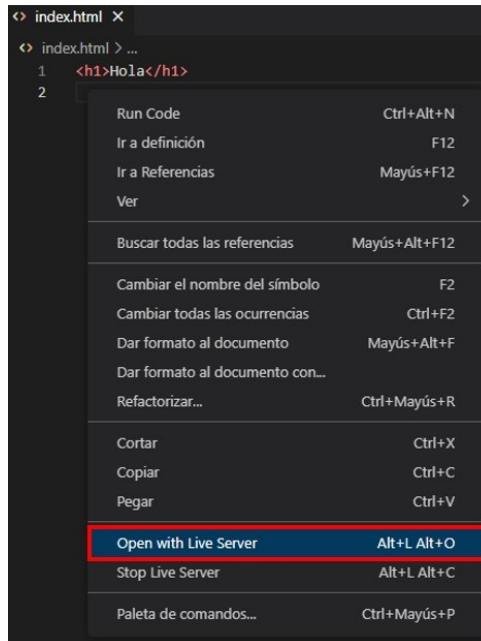 <> index.html X
<> index.html > ...
1 <h1>Hola</h1>
2
Run Code Ctrl+Alt+N
Ir a definición F12
Ir a Referencias Mayús+F12
Ver >
Buscar todas las referencias Mayús+Alt+F12
Cambiar el nombre del símbolo F2
Cambiar todas las ocurrencias Ctrl+F2
Dar formato al documento Mayús+Alt+F
Dar formato al documento con...
Refactorizar... Ctrl+Mayús+R
Cortar Ctrl+X
Copiar Ctrl+C
Pegar Ctrl+V
Open with Live Server Alt+L Alt+O
Stop Live Server Alt+L Alt+C
Paleta de comandos... Ctrl+Mayús+P